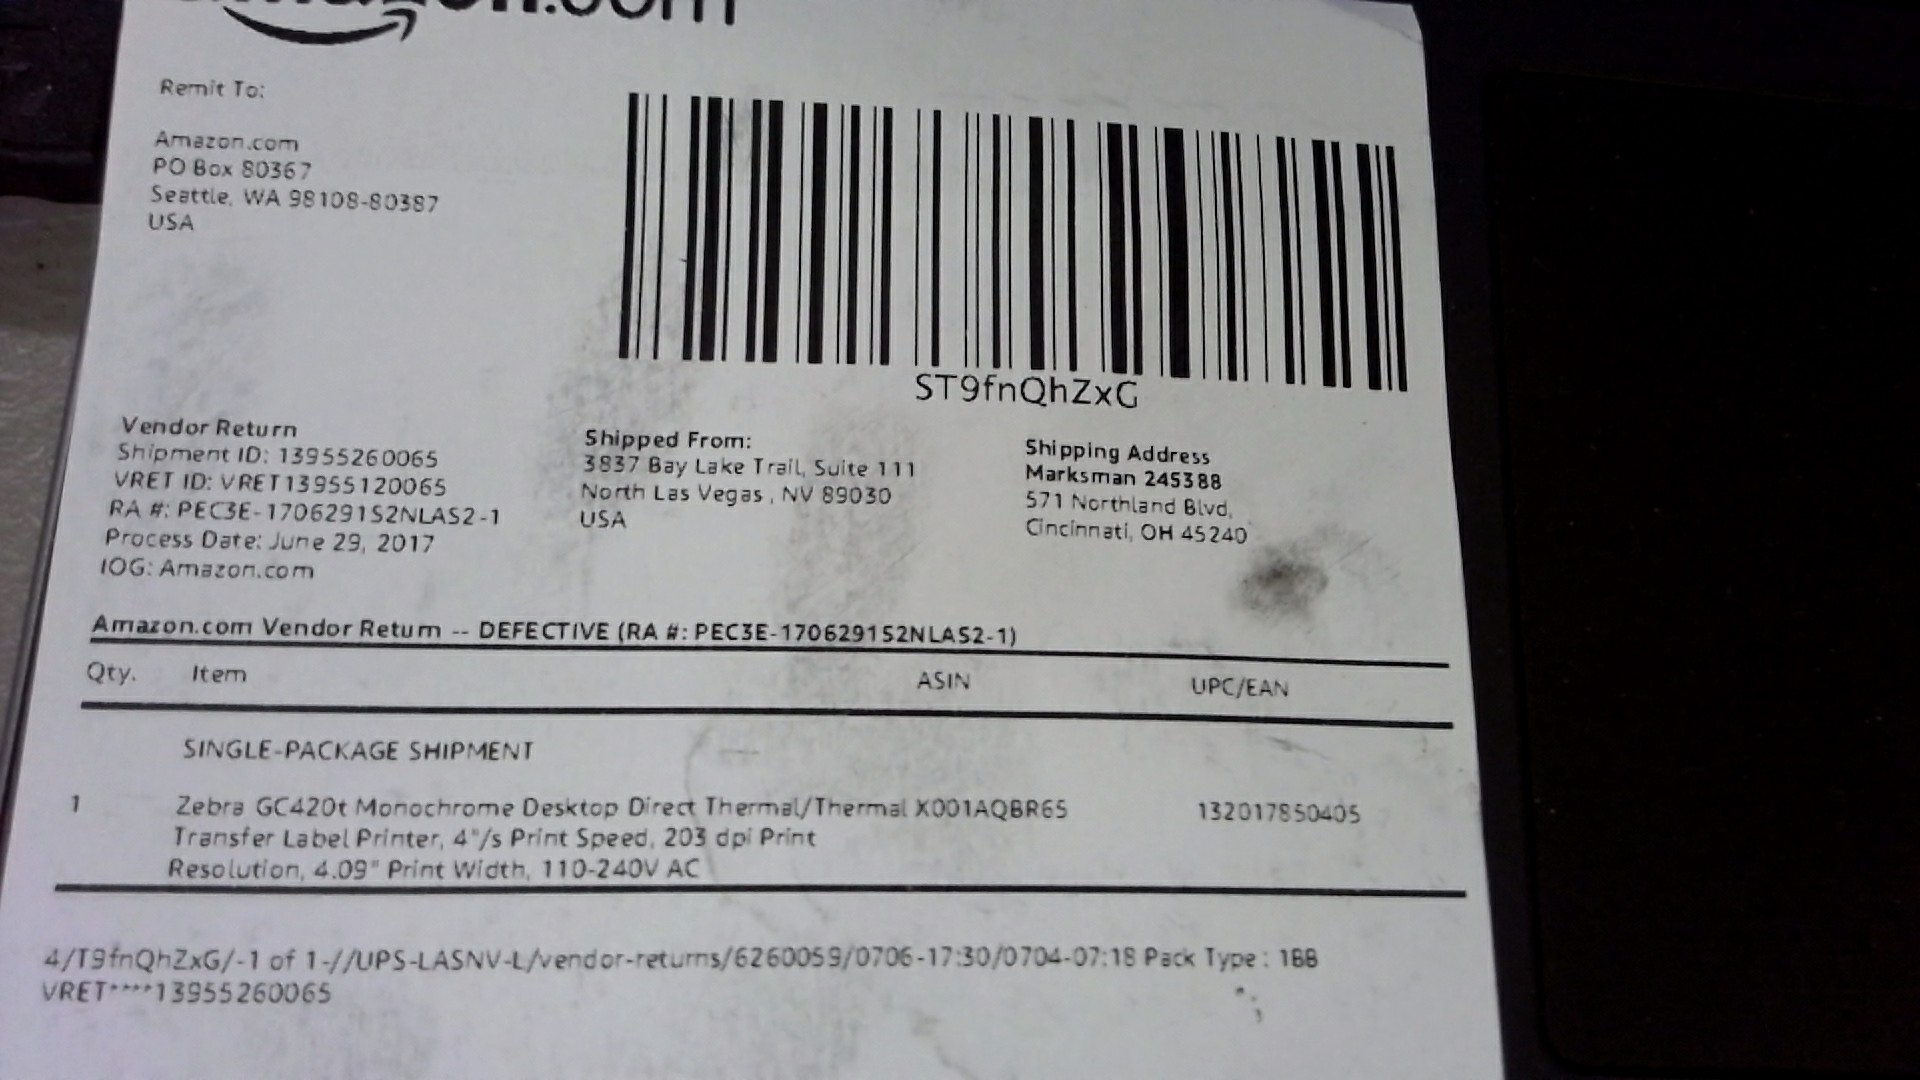 Remit To:
Amazon.com
PO Box 80367
Seattle, WA 98108-80387
USA
ST9fnQhZxG
Vendor Return
Shipment ID: 13955260065
VRET ID: VRET13955120065
RA #: PEC3E-1706291S2NLAS2-1
Process Date: June 29, 2017
IOG: Amazon.com
Shipped From:
3837 Bay Lake Trail, Suite 111
North Las Vegas, NV 89030
USA
Shipping Address
Marksman 245388
571 Northland Blvd,
Cincinnati, OH 45240
Amazon.com Vendor Return -- DEFECTIVE (RA #: PEC3E-1706291S2NLAS2-1)
Qty. Item ASIN UPC/EAN
SINGLE-PACKAGE SHIPMENT
1 Zebra GC420t Monochrome Desktop Direct Thermal/Thermal X001AQBR65 132017850405
Transfer Label Printer, 4"/s Print Speed, 203 dpi Print
Resolution, 4.09" Print Width, 110-240V AC
4/T9fnQhZxG/-1 of 1-//UPS-LASNV-L/vendor-returns/6260059/0706-17:30/0704-07:18 Pack Type : 1BB
VRET****13955260065